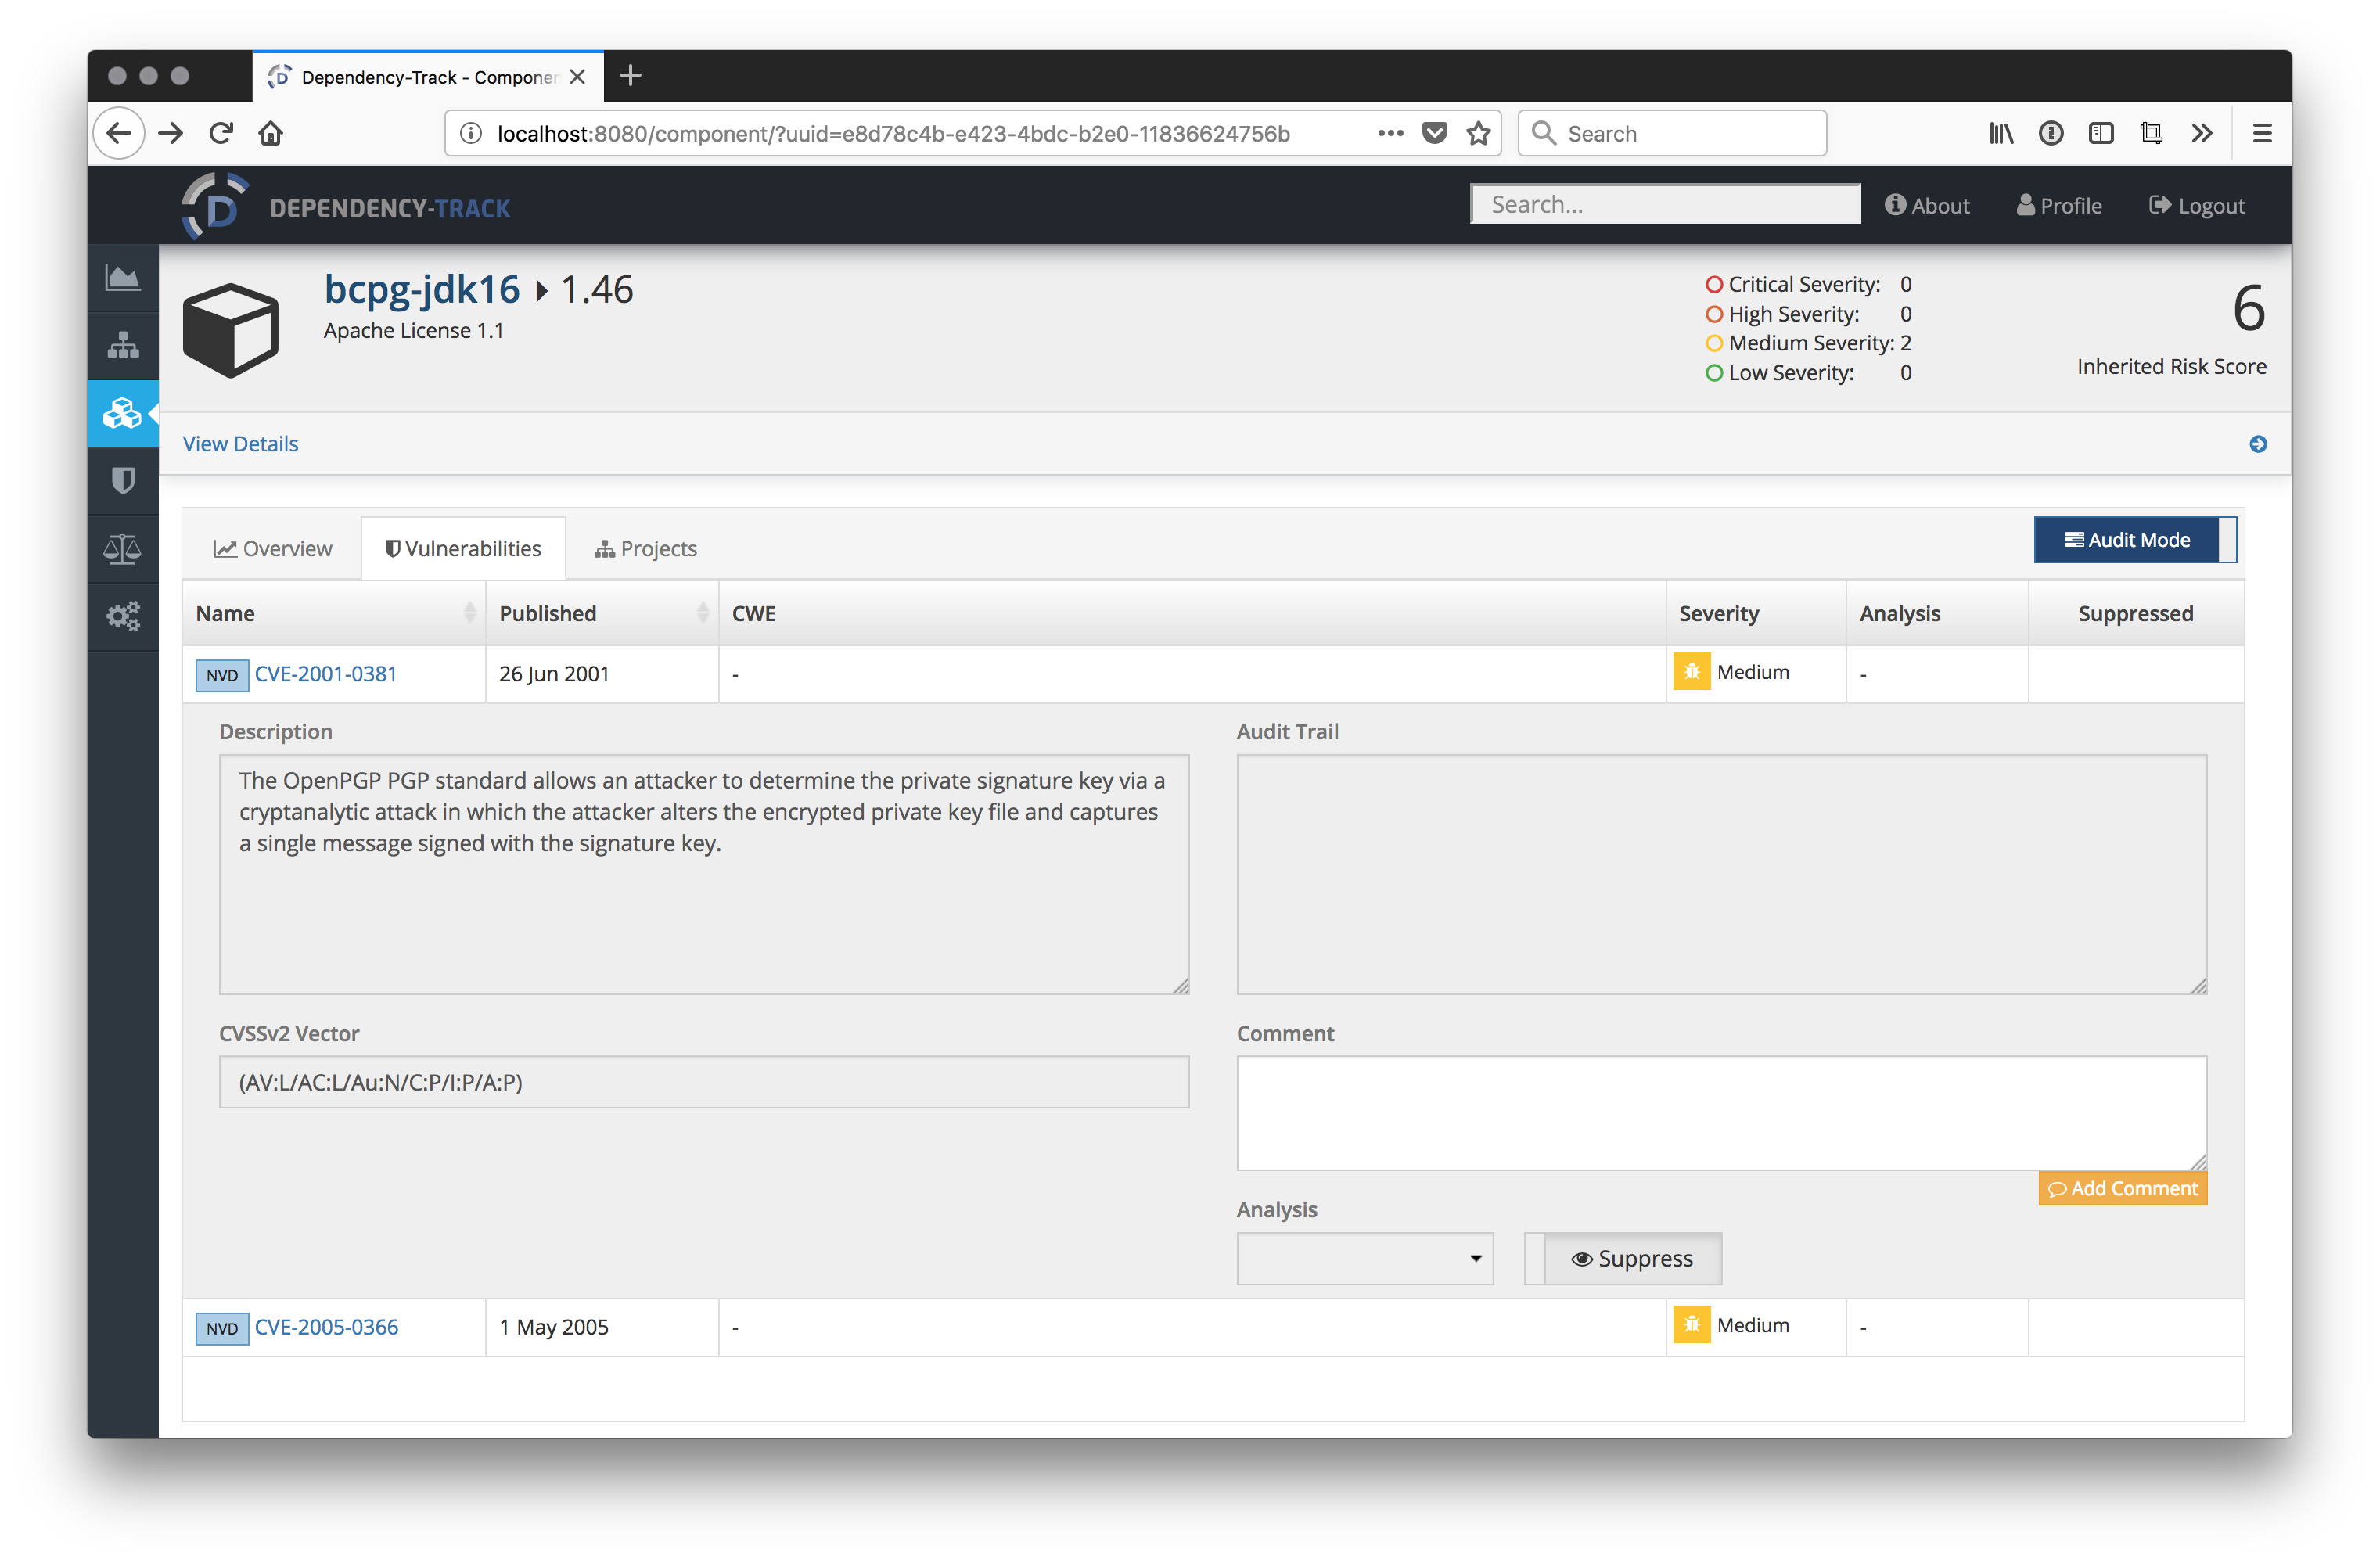 Dependency-Track - Componen
localhost:8080/component/?uuid=e8d78c4b-e423-4bdc-b2e0-11836624756b
Search
DEPENDENCY-TRACK
Search...
About
Profile
Logout
bcpg-jdk16 1.46
Apache License 1.1
Critical Severity: 0
High Severity: 0
Medium Severity: 2
Low Severity: 0
6
Inherited Risk Score
View Details
Overview
Vulnerabilities
Projects
Audit Mode
Name Published CWE Severity Analysis Suppressed
NVD CVE-2001-0381 26 Jun 2001 - Medium -
Description
The OpenPGP PGP standard allows an attacker to determine the private signature key via a
cryptanalytic attack in which the attacker alters the encrypted private key file and captures
a single message signed with the signature key.
CVSSv2 Vector
(AV:L/AC:L/Au:N/C:P/I:P/A:P)
Audit Trail
Comment
Add Comment
Analysis
Suppress
NVD CVE-2005-0366 1 May 2005 - Medium -